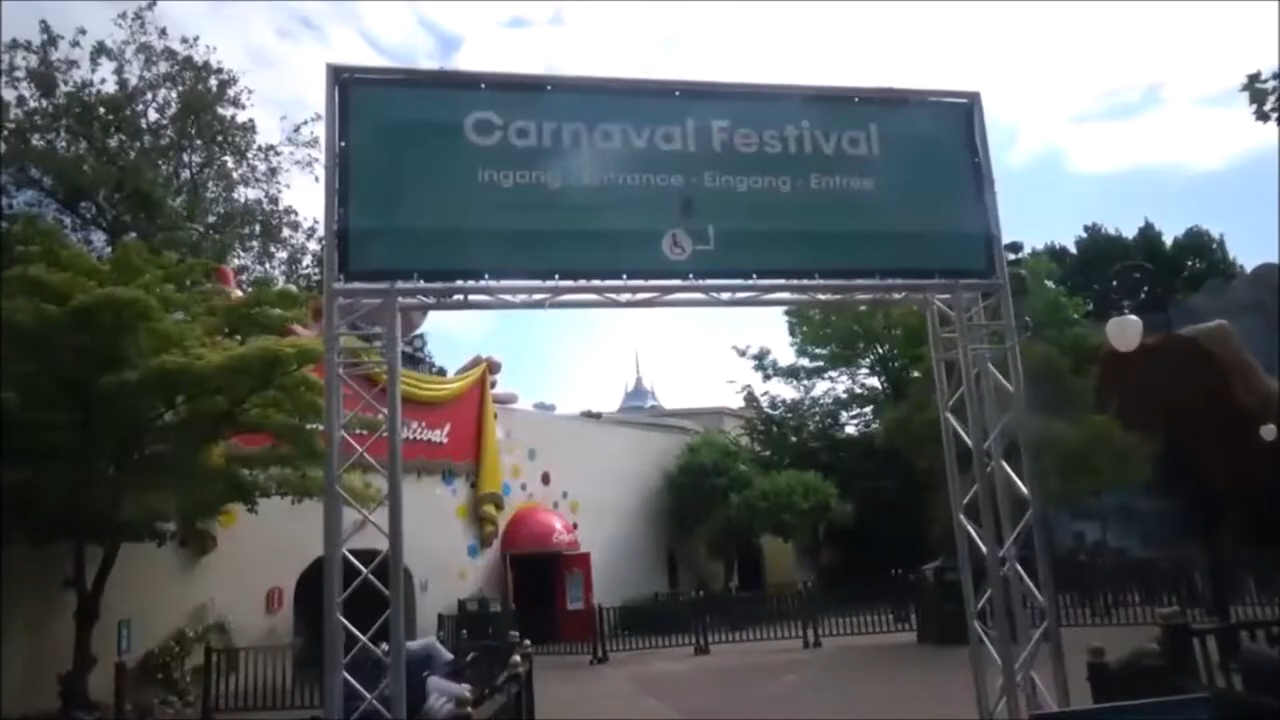 Carnaval Festival
Ingang - Entrance - Eingang - Entrée
Festival